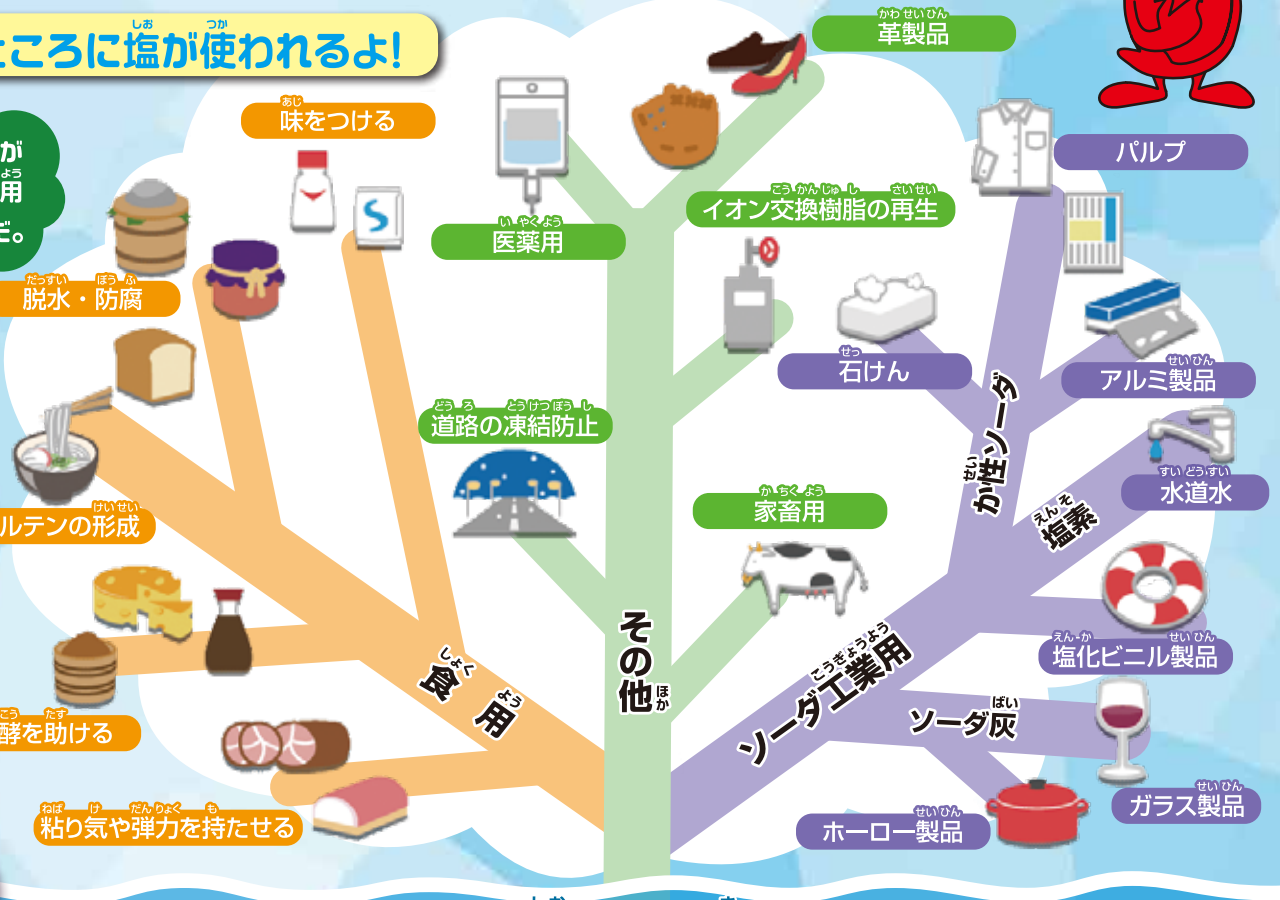 ところに塩が使われるよ!
が
用
だ。
味をつける
脱水・防腐
ルテンの形成
酵を助ける
粘り気や弾力を持たせる
食用
革製品
医薬用
イオン交換樹脂の再生
道路の凍結防止
家畜用
その他
パルプ
石けん
アルミ製品
か性ソーダ
水道水
塩素
塩化ビニル製品
ソーダ工業用
ソーダ灰
ガラス製品
ホーロー製品